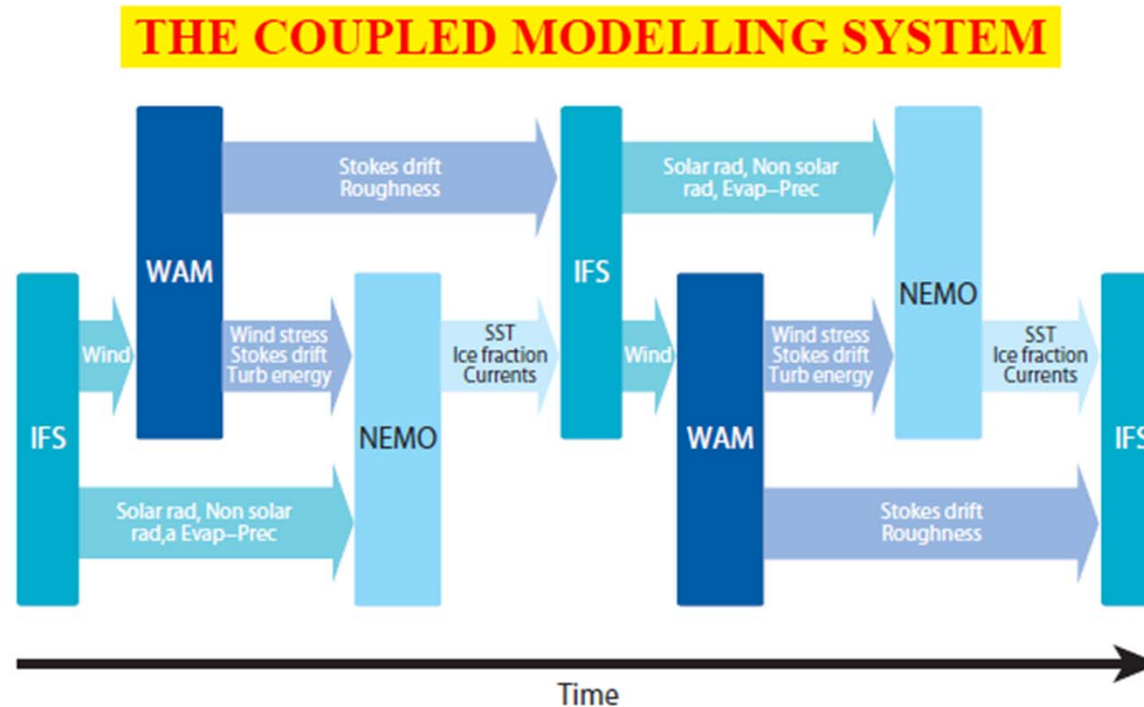 THE COUPLED MODELLING SYSTEM
Stokes drift
Roughness
Solar rad, Non solar
rad, Evap–Prec
WAM
IFS
NEMO
Wind
Wind stress
Stokes drift
Turb energy
SST
Ice fraction
Currents
Wind
Wind stress
Stokes drift
Turb energy
SST
Ice fraction
Currents
IFS
NEMO
WAM
IFS
Solar rad, Non solar
rad,a Evap–Prec
Stokes drift
Roughness
Time